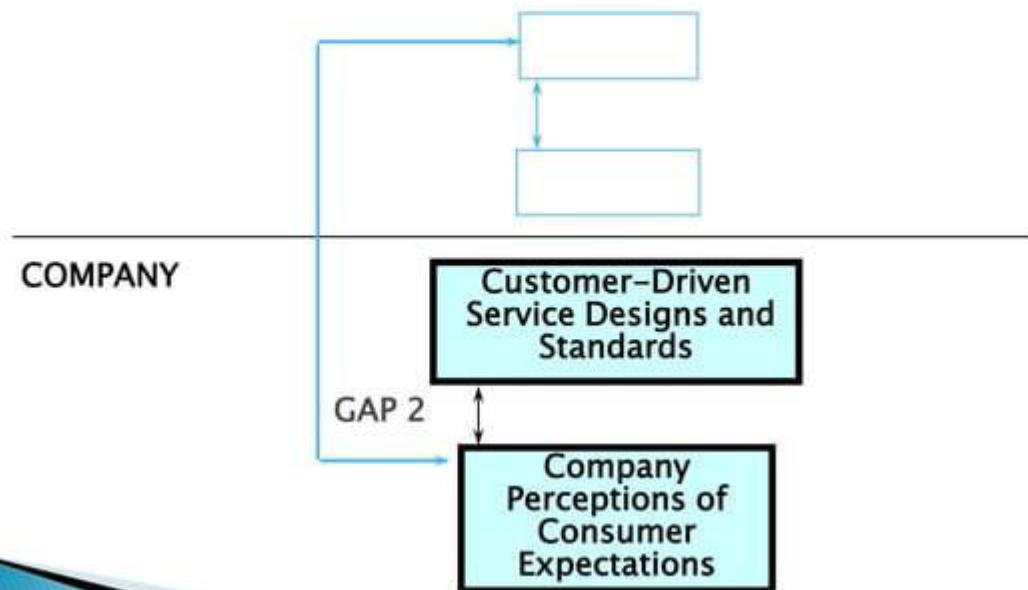 COMPANY
Customer-Driven
Service Designs and
Standards
GAP 2
Company
Perceptions of
Consumer
Expectations